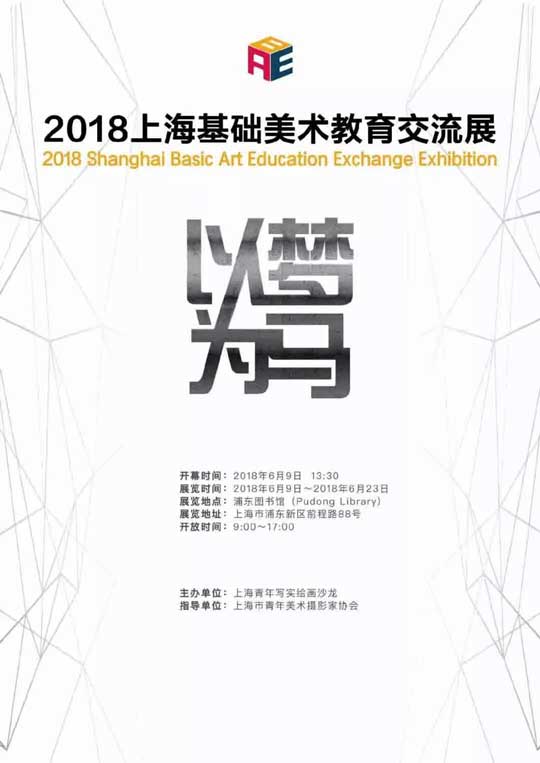 BAE
2018上海基础美术教育交流展
2018 Shanghai Basic Art Education Exchange Exhibition
以梦
为马
开幕时间：2018年6月9日 13:30
展览时间：2018年6月9日～2018年6月23日
展览地点：浦东图书馆（Pudong Library）
展览地址：上海市浦东新区前程路88号
开放时间：9:00～17:00
主办单位：上海青年写实绘画沙龙
指导单位：上海市青年美术摄影家协会